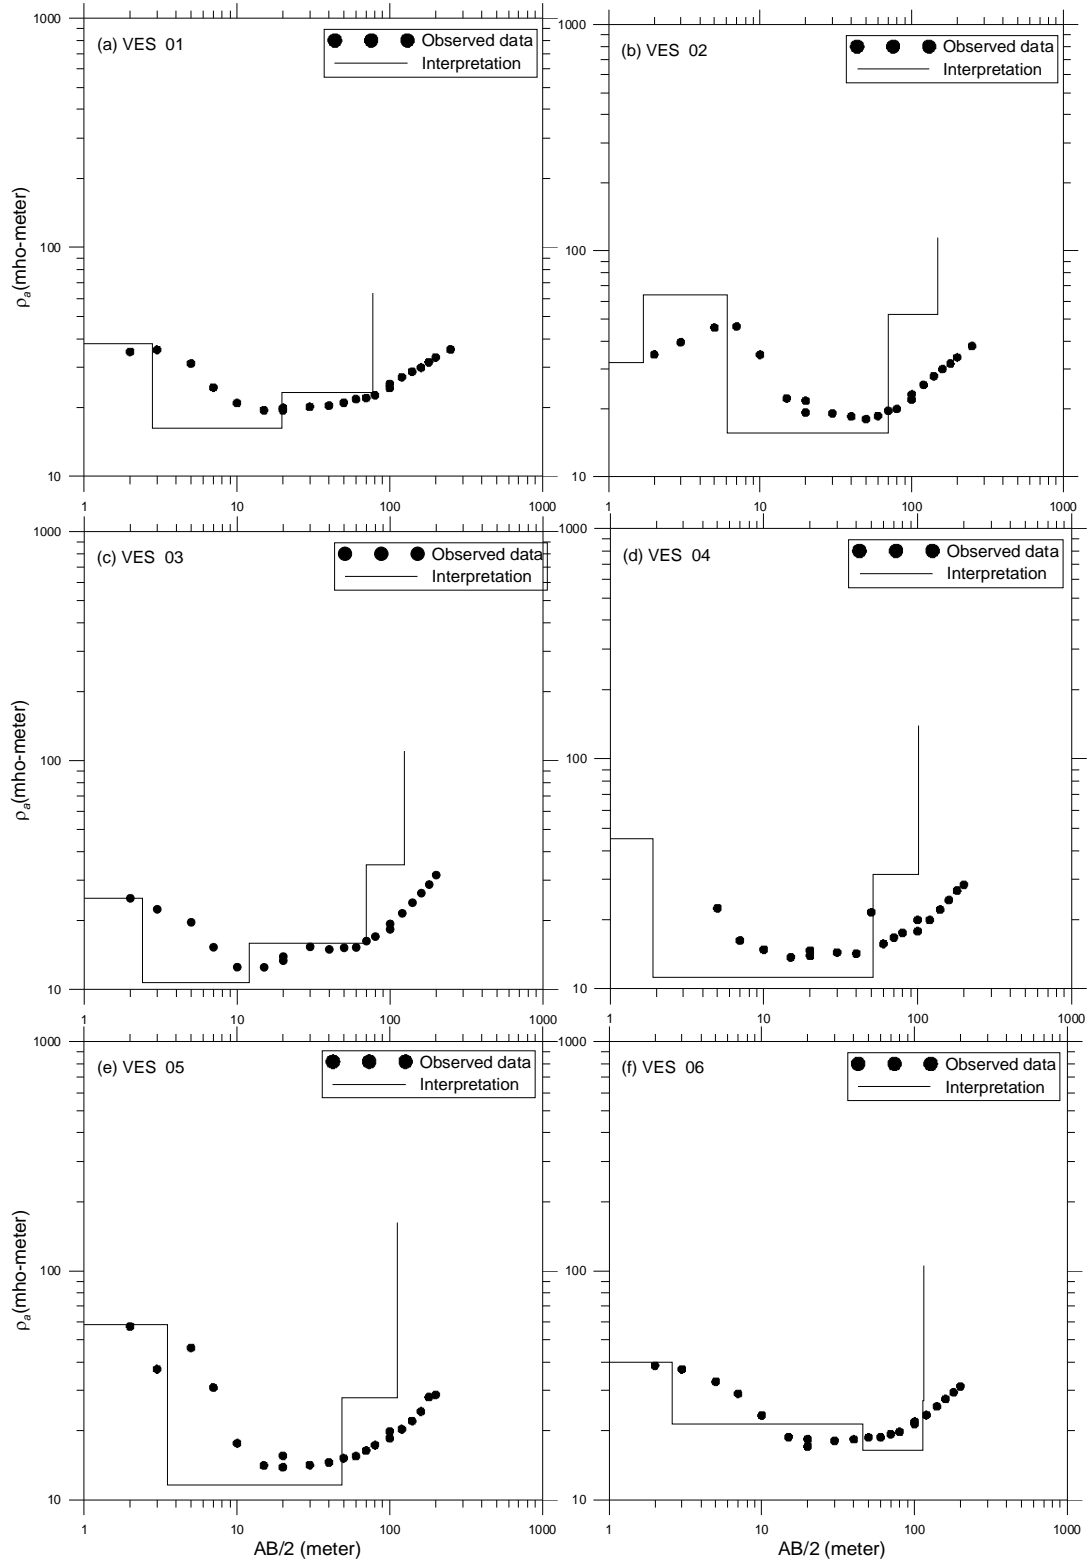 (a) VES 01
Observed data
Interpretation
1000
100
10
1 10 100 1000
ρa(mho-meter)
(b) VES 02
Observed data
Interpretation
1000
100
10
1 10 100 1000
(c) VES 03
Observed data
Interpretation
1000
100
10
1 10 100 1000
ρa(mho-meter)
(d) VES 04
Observed data
Interpretation
1000
100
10
1 10 100 1000
(e) VES 05
Observed data
Interpretation
1000
100
10
1 10 100 1000
ρa(mho-meter)
AB/2 (meter)
(f) VES 06
Observed data
Interpretation
1000
100
10
1 10 100 1000
AB/2 (meter)